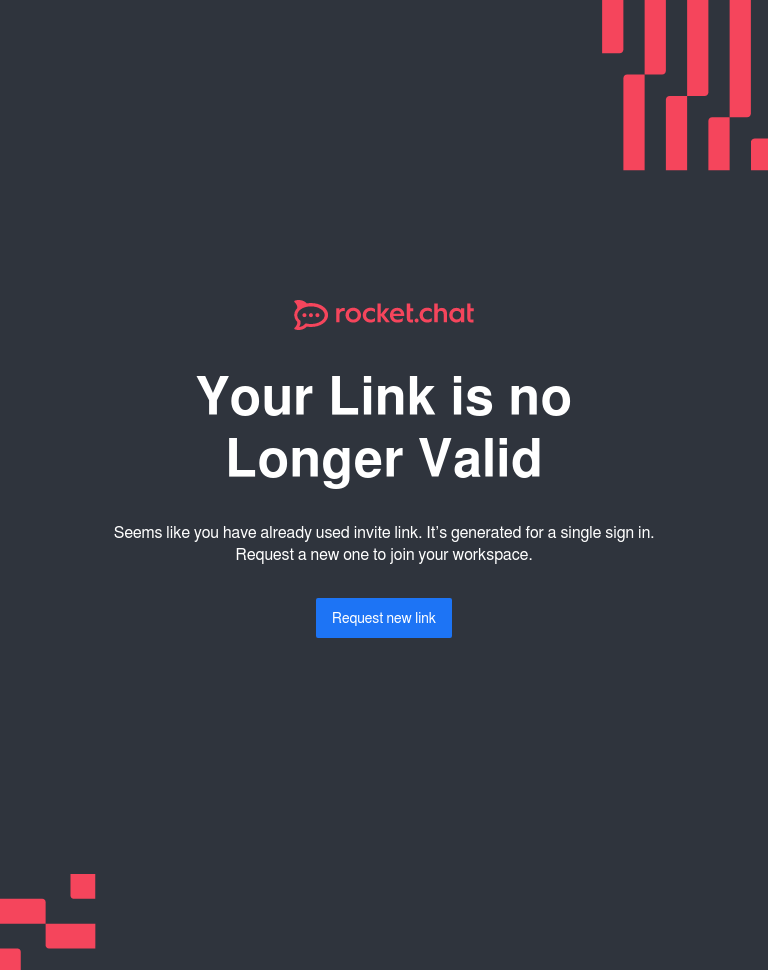 rocket.chat
Your Link is no
Longer Valid
Seems like you have already used invite link. It’s generated for a single sign in.
Request a new one to join your workspace.
Request new link